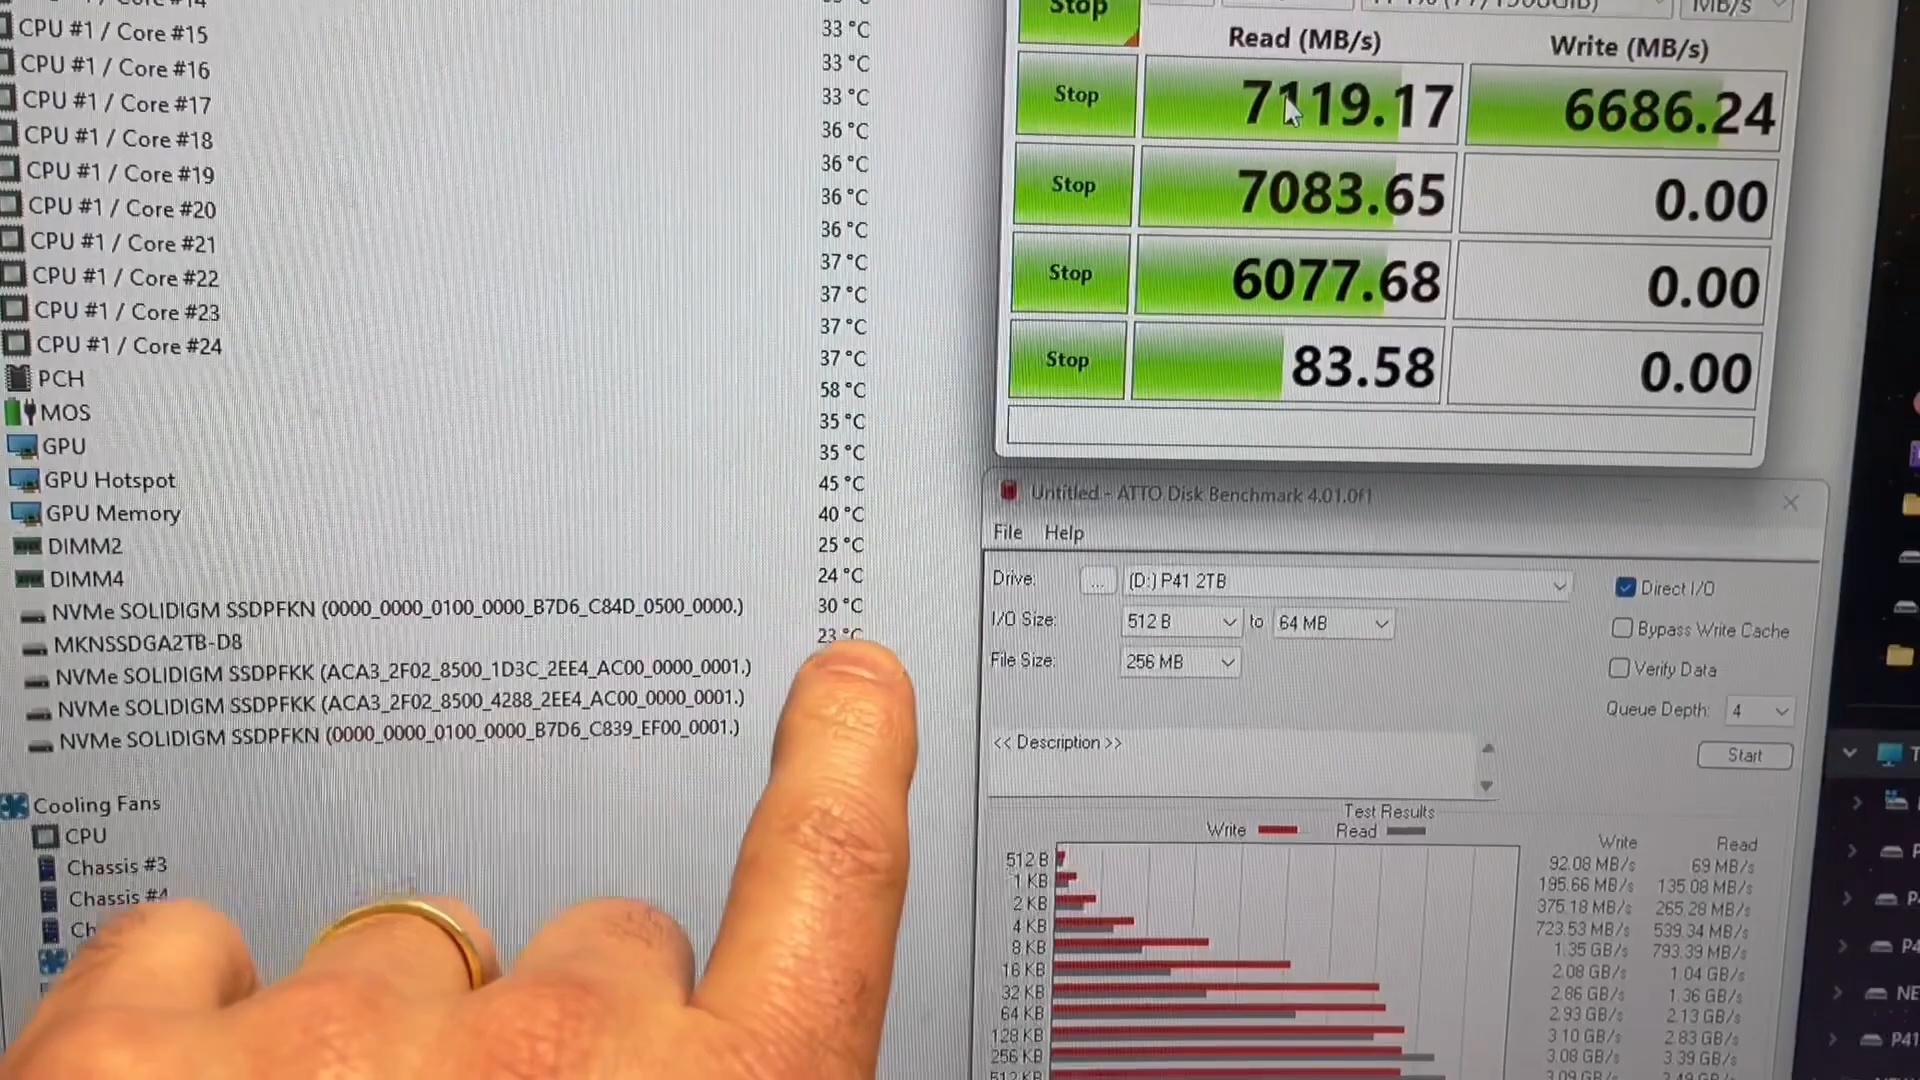 CPU #1 / Core #15
CPU #1 / Core #16
CPU #1 / Core #17
CPU #1 / Core #18
CPU #1 / Core #19
CPU #1 / Core #20
CPU #1 / Core #21
CPU #1 / Core #22
CPU #1 / Core #23
CPU #1 / Core #24
PCH
MOS
GPU
GPU Hotspot
GPU Memory
DIMM2
DIMM4
NVMe SOLIDIGM SSDPFKN (0000_0000_0100_0000_B7D6_C84D_0500_0000.)
MKNSSDGA2TB-D8
NVMe SOLIDIGM SSDPFKK (ACA3_2F02_8500_1D3C_2EE4_AC00_0000_0001.)
NVMe SOLIDIGM SSDPFKK (ACA3_2F02_8500_4288_2EE4_AC00_0000_0001.)
NVMe SOLIDIGM SSDPFKN (0000_0000_0100_0000_B7D6_C839_EF00_0001.)
Cooling Fans
CPU
Chassis #3
Chassis #4
33 °C
33 °C
33 °C
36 °C
36 °C
36 °C
36 °C
37 °C
37 °C
37 °C
37 °C
58 °C
35 °C
35 °C
45 °C
40 °C
25 °C
24 °C
30 °C
23 °C
Stop
MB/s
Read (MB/s) Write (MB/s)
Stop 7119.17 6686.24
Stop 7083.65 0.00
Stop 6077.68 0.00
Stop 83.58 0.00
Untitled - ATTO Disk Benchmark 4.01.0f1
File Help
Drive: ... (D:) P41 2TB
I/O Size: 512 B to 64 MB
File Size: 256 MB
Direct I/O
Bypass Write Cache
Verify Data
Queue Depth: 4
<< Description >>
Start
Test Results
Write Read
Write Read
512 B 92.08 MB/s 69 MB/s
1 KB 195.66 MB/s 135.08 MB/s
2 KB 375.18 MB/s 265.28 MB/s
4 KB 723.53 MB/s 539.34 MB/s
8 KB 1.35 GB/s 793.39 MB/s
16 KB 2.08 GB/s 1.04 GB/s
32 KB 2.86 GB/s 1.36 GB/s
64 KB 2.93 GB/s 2.13 GB/s
128 KB 3.10 GB/s 2.83 GB/s
256 KB 3.08 GB/s 3.39 GB/s
512 KB 3.09 GB/s
P41